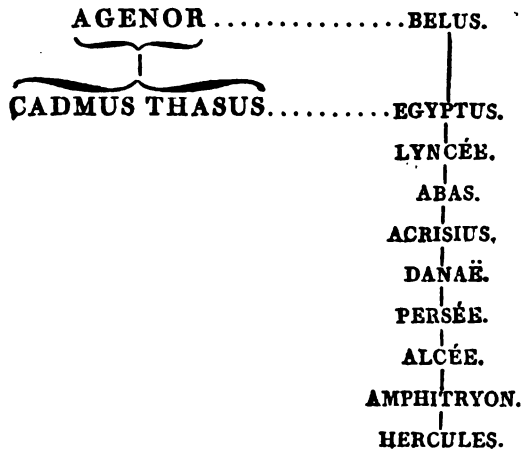 AGENOR...............BELUS.
CADMUS THASUS..........EGYPTUS.
LYNCÉE.
ABAS.
ACRISIUS,
DANAË.
PERSÉE.
ALCÉE.
AMPHITRYON.
HERCULES.